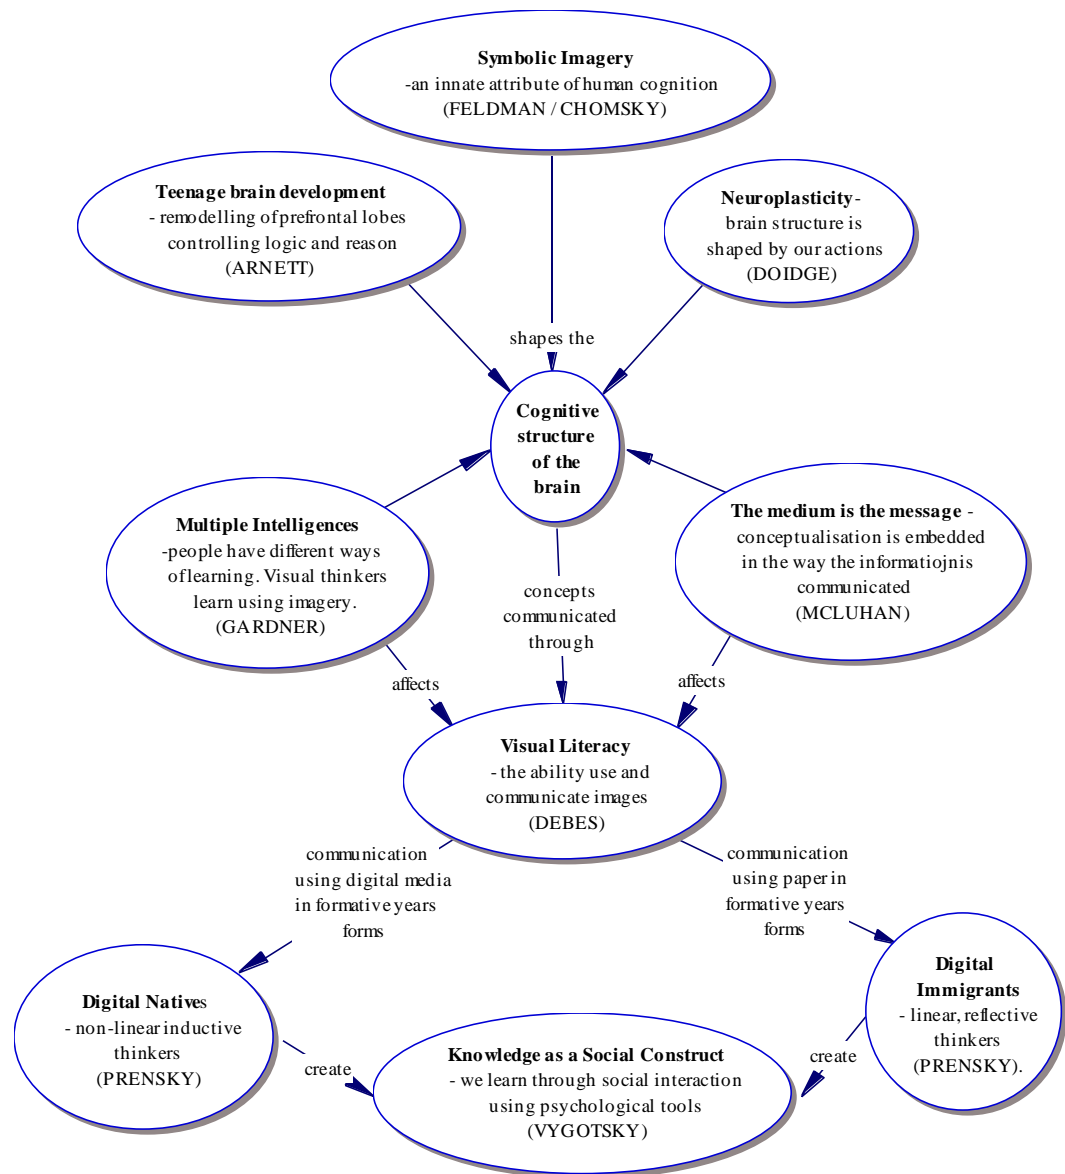 Symbolic Imagery
-an innate attribute of human cognition
(FELDMAN / CHOMSKY)
Teenage brain development
- remodelling of prefrontal lobes
controlling logic and reason
(ARNETT)
Neuroplasticity-
brain structure is
shaped by our actions
(DOIDGE)
shapes the
Cognitive
structure
of the
brain
Multiple Intelligences
-people have different ways
of learning. Visual thinkers
learn using imagery.
(GARDNER)
The medium is the message -
conceptualisation is embedded
in the way the informatiojn is
communicated
(MCLUHAN)
concepts
communicated
through
affects
affects
Visual Literacy
- the ability use and
communicate images
(DEBES)
communication
using digital media
in formative years
forms
communication
using paper in
formative years
forms
Digital Natives
- non-linear inductive
thinkers
(PRENSKY)
Digital
Immigrants
- linear, reflective
thinkers
(PRENSKY).
create
create
Knowledge as a Social Construct
- we learn through social interaction
using psychological tools
(VYGOTSKY)